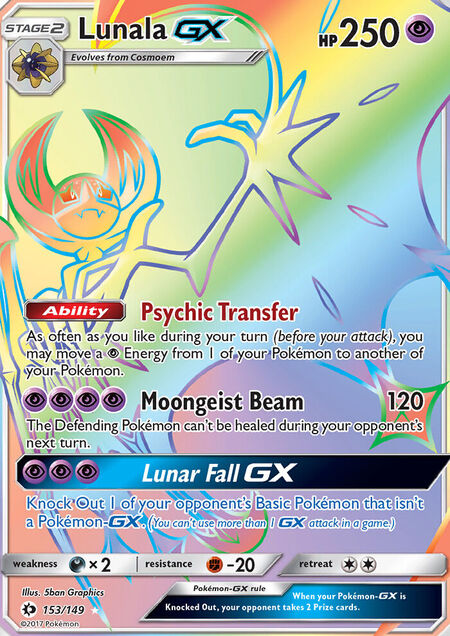 STAGE2
Lunala GX
HP250
Evolves from Cosmoem
Ability Psychic Transfer
As often as you like during your turn (before your attack), you
may move a Energy from 1 of your Pokémon to another of
your Pokémon.
Moongeist Beam 120
The Defending Pokémon can't be healed during your opponent's
next turn.
Lunar Fall GX
Knock Out 1 of your opponent's Basic Pokémon that isn't
a Pokémon-GX. (You can't use more than 1 GX attack in a game.)
weakness ×2 resistance -20 retreat
Illus. 5ban Graphics
153/149
©2017 Pokémon
Pokémon-GX rule
When your Pokémon-GX is
Knocked Out, your opponent takes 2 Prize cards.